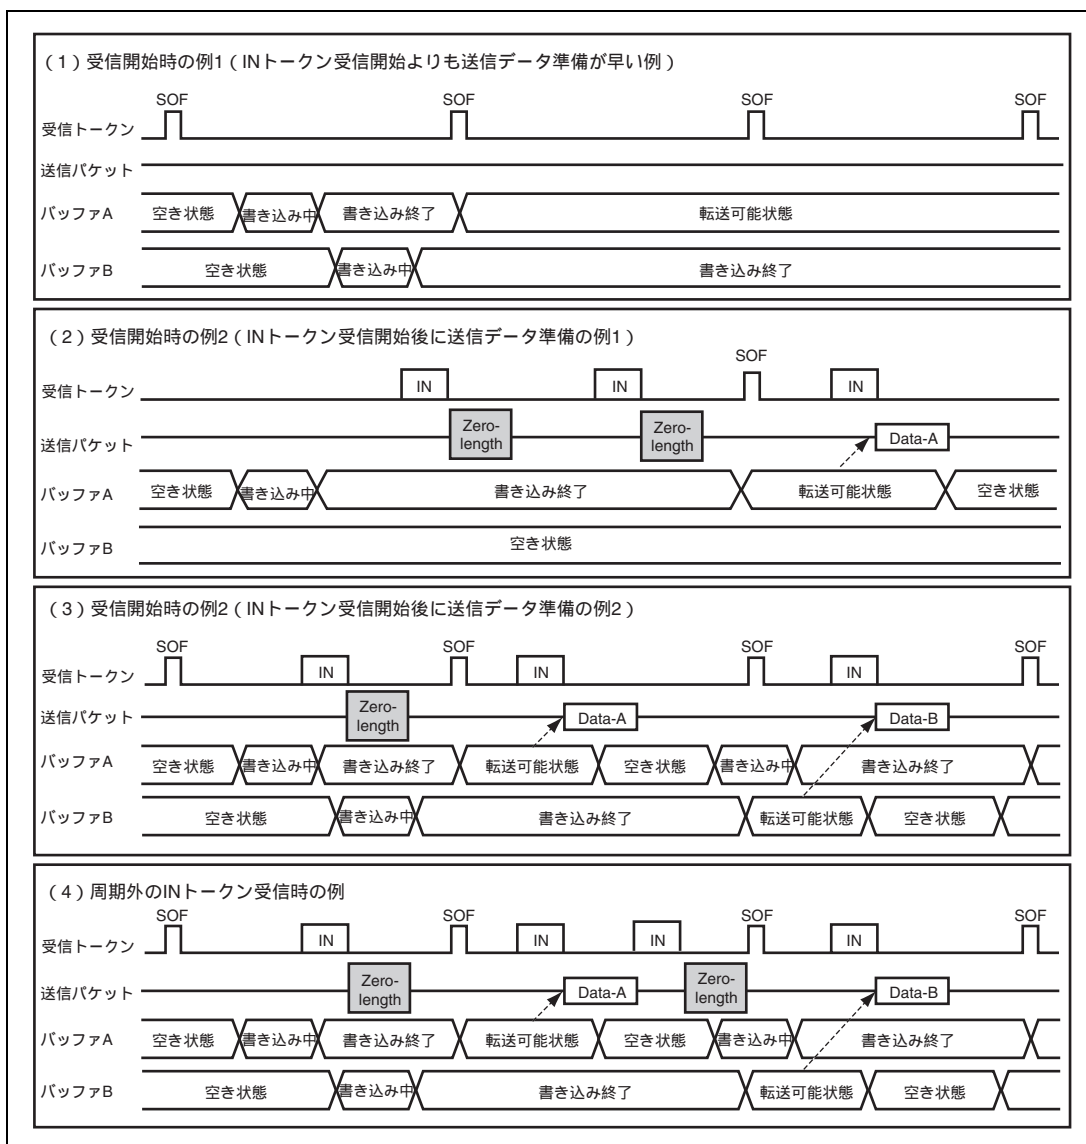 (1)受信開始時の例1(INトークン受信開始よりも送信データ準備が早い例)
SOF SOF SOF SOF
受信トークン
送信パケット
バッファA 空き状態 書き込み中 書き込み終了 転送可能状態
バッファB 空き状態 書き込み中 書き込み終了
(2)受信開始時の例2(INトークン受信開始後に送信データ準備の例1)
SOF
受信トークン IN IN IN
送信パケット Zero-length Zero-length Data-A
バッファA 空き状態 書き込み中 書き込み終了 転送可能状態 空き状態
バッファB 空き状態
(3)受信開始時の例2(INトークン受信開始後に送信データ準備の例2)
SOF SOF SOF SOF
受信トークン IN IN IN
送信パケット Zero-length Data-A Data-B
バッファA 空き状態 書き込み中 書き込み終了 転送可能状態 空き状態 書き込み中 書き込み終了
バッファB 空き状態 書き込み中 書き込み終了 転送可能状態 空き状態
(4)周期外のINトークン受信時の例
SOF SOF SOF SOF
受信トークン IN IN IN IN
送信パケット Zero-length Data-A Zero-length Data-B
バッファA 空き状態 書き込み中 書き込み終了 転送可能状態 空き状態 書き込み中 書き込み終了
バッファB 空き状態 書き込み中 書き込み終了 転送可能状態 空き状態